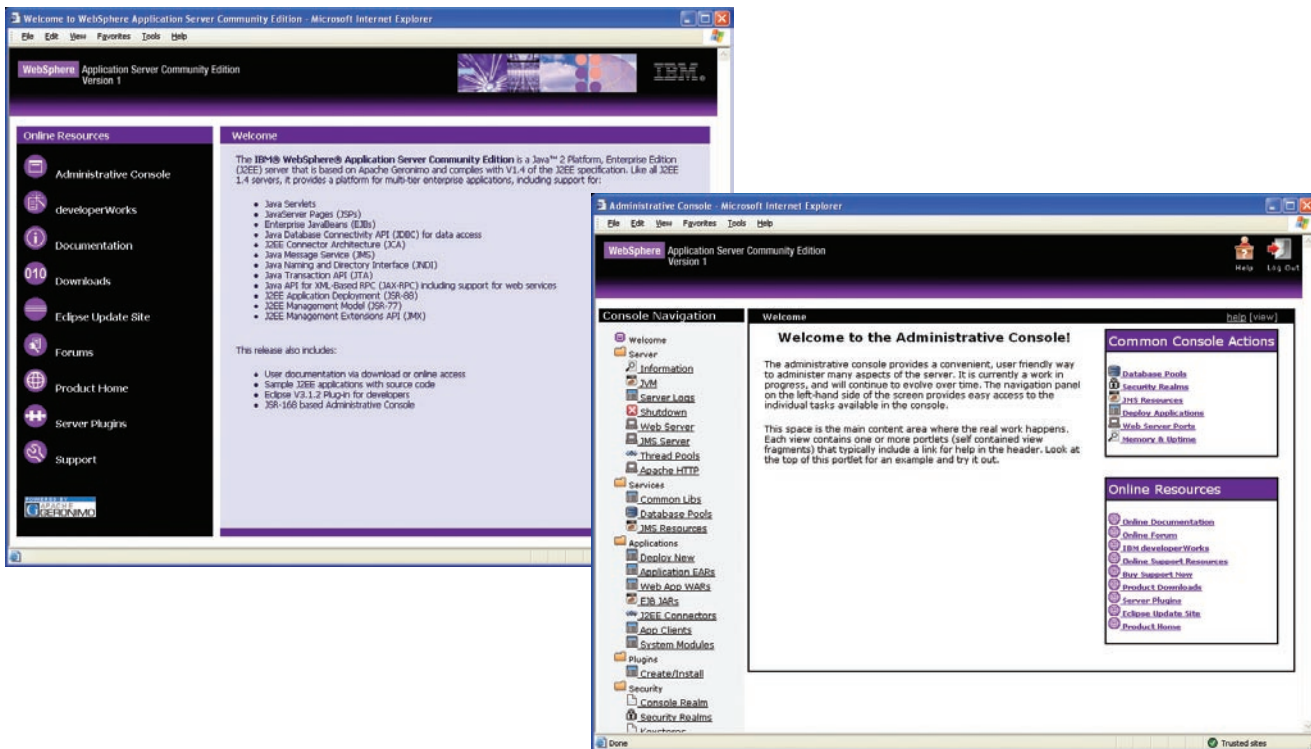 Welcome to WebSphere Application Server Community Edition - Microsoft Internet Explorer
File Edit View Favorites Tools Help
WebSphere Application Server Community Edition
Version 1
IBM®
Online Resources
Administrative Console
developerWorks
Documentation
010
Downloads
Eclipse Update Site
Forums
Product Home
Server Plugins
Support
POWERED BY
APACHE
GERONIMO
Welcome
The IBM® WebSphere® Application Server Community Edition is a Java™ 2 Platform, Enterprise Edition
(J2EE) server that is based on Apache Geronimo and complies with V1.4 of the J2EE specification. Like all J2EE
1.4 servers, it provides a platform for multi-tier enterprise applications, including support for:
• Java Servlets
• JavaServer Pages (JSPs)
• Enterprise JavaBeans (EJBs)
• Java Database Connectivity API (JDBC) for data access
• J2EE Connector Architecture (JCA)
• Java Message Service (JMS)
• Java Naming and Directory Interface (JNDI)
• Java Transaction API (JTA)
• Java API for XML-Based RPC (JAX-RPC) including support for web services
• J2EE Application Deployment (JSR-88)
• J2EE Management Model (JSR-77)
• J2EE Management Extensions API (JMX)
This release also includes:
• User documentation via download or online access
• Sample J2EE applications with source code
• Eclipse V3.1.2 Plug-in for developers
• JSR-168 based Administrative Console
Administrative Console - Microsoft Internet Explorer
File Edit View Favorites Tools Help
WebSphere Application Server Community Edition
Version 1
Help Log Out
Console Navigation
Welcome
Server
Information
JVM
Server Logs
Shutdown
Web Server
JMS Server
Thread Pools
Apache HTTP
Services
Common Libs
Database Pools
JMS Resources
Applications
Deploy New
Application EARs
Web App WARs
EJB JARs
J2EE Connectors
App Clients
System Modules
Plugins
Create/Install
Security
Console Realm
Security Realms
Keystores
Welcome
help [view]
Welcome to the Administrative Console!
The administrative console provides a convenient, user friendly way
to administer many aspects of the server. It is currently a work in
progress, and will continue to evolve over time. The navigation panel
on the left-hand side of the screen provides easy access to the
individual tasks available in the console.
This space is the main content area where the real work happens.
Each view contains one or more portlets (self contained view
fragments) that typically include a link for help in the header. Look at
the top of this portlet for an example and try it out.
Common Console Actions
Database Pools
Security Realms
JMS Resources
Deploy Applications
Web Server Ports
Memory & Uptime
Online Resources
Online Documentation
Online Forum
IBM developerWorks
Online Support Resources
Buy Support Now
Product Downloads
Server Plugins
Eclipse Update Site
Product Home
Done
Trusted sites